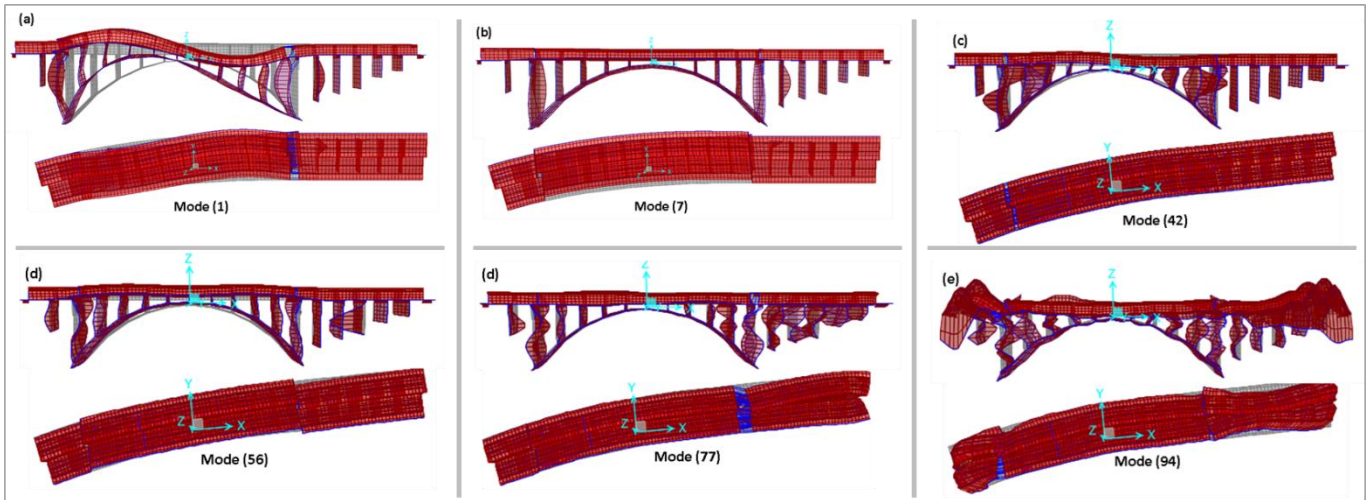 (a)
Z
X
Y
Z
X
Mode (1)
(b)
Z
X
Y
Z
X
Mode (7)
(c)
Z
X
Y
Z
X
Mode (42)
(d)
Z
X
Y
Z
X
Mode (56)
(d)
Z
X
Y
Z
X
Mode (77)
(e)
Z
X
Y
Z
X
Mode (94)